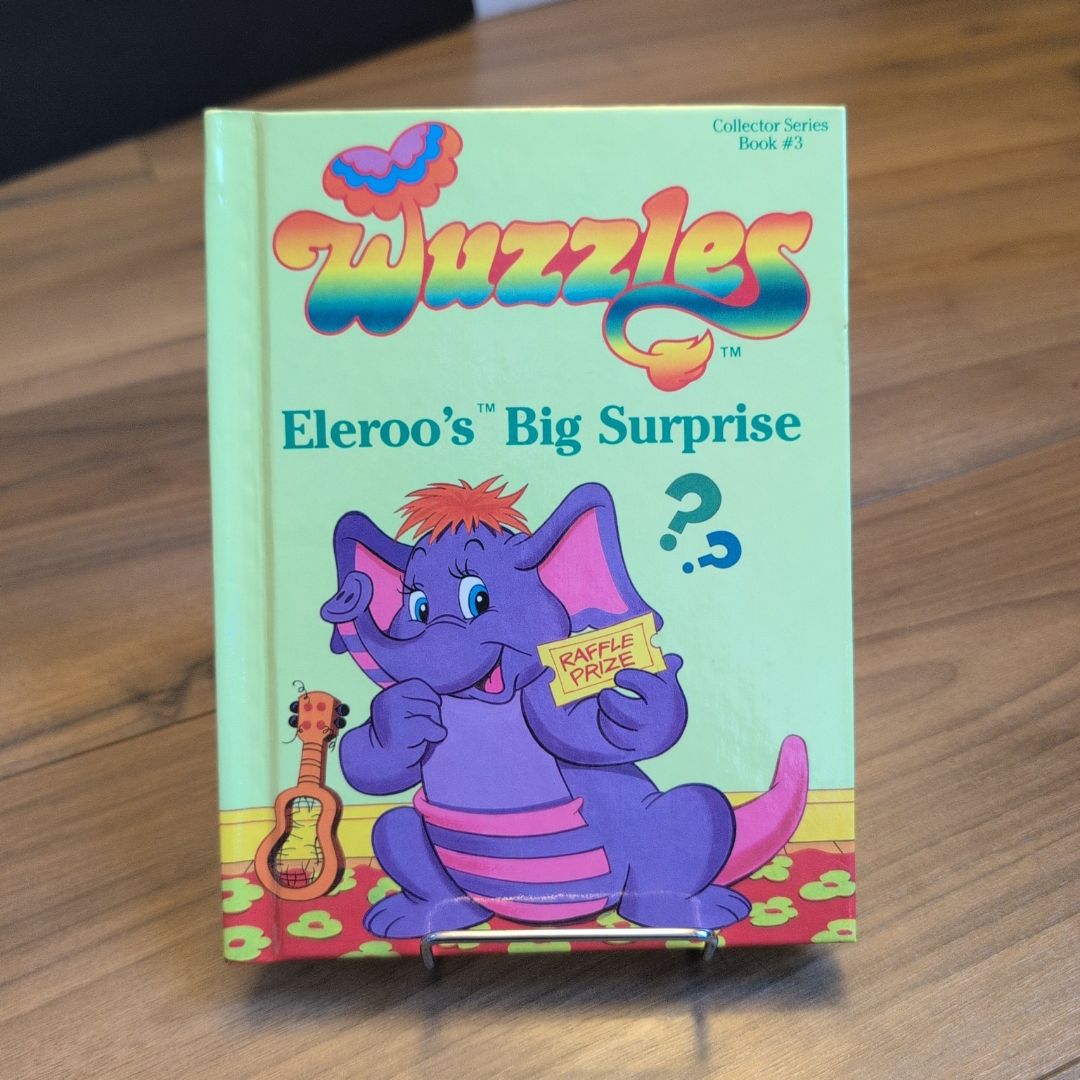 Collector Series
Book #3
Wuzzles
™
Eleroo's™ Big Surprise
? ?
RAFFLE
PRIZE